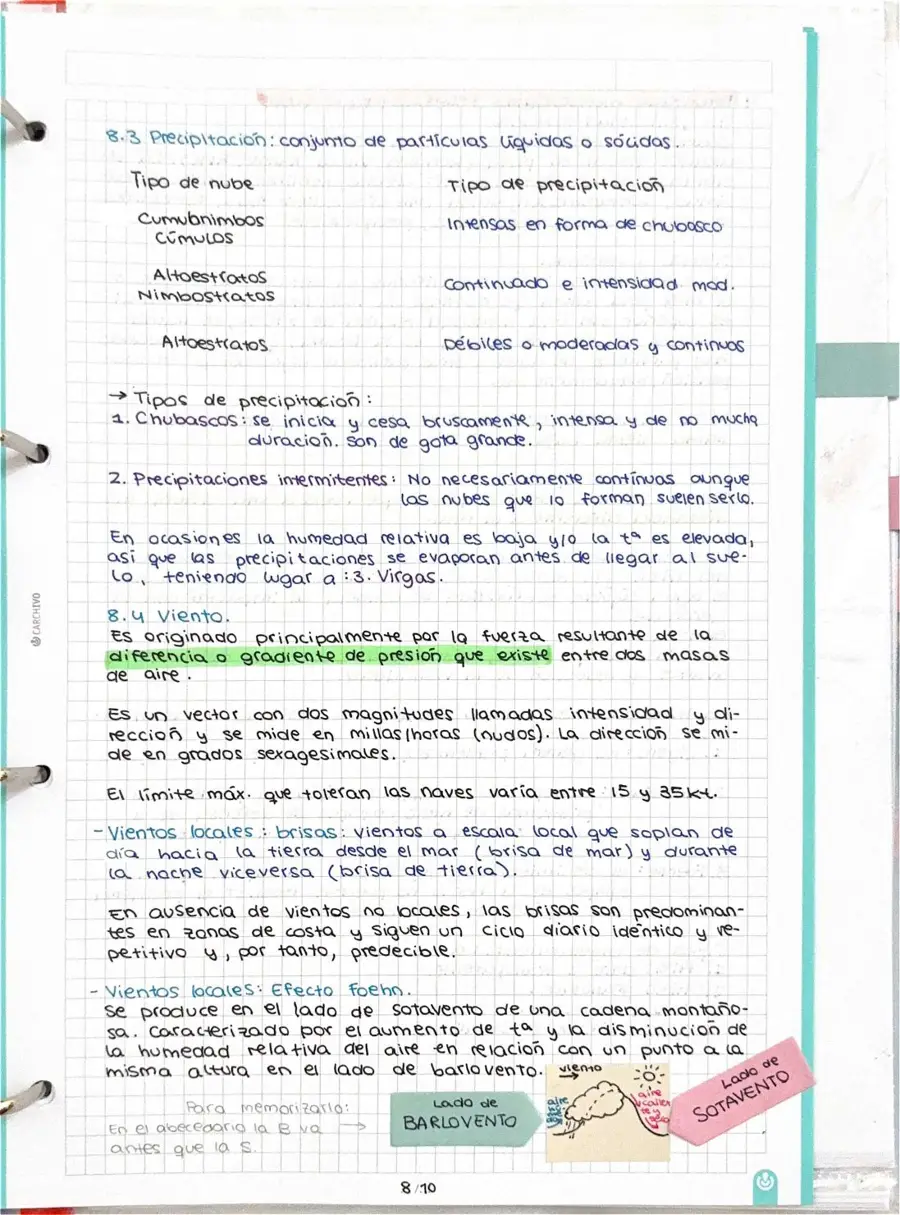 8.3 Precipitación: conjunto de partículas líquidas o sólidas.
Tipo de nube Tipo de precipitación
Cumubnimbos Intensas en forma de chubasco
Cúmulos
Altoestratos Continuado e intensidad mod.
Nimbostratos
Altoestratos Débiles o moderadas y continuos
→ Tipos de precipitación:
1. Chubascos: se inicia y cesa bruscamente, intensa y de no mucha
duración. Son de gota grande.
2. Precipitaciones intermitentes: No necesariamente contínuas aunque
las nubes que lo forman suelen serlo.
En ocasiones la humedad relativa es baja y/o la tª es elevada,
así que las precipitaciones se evaporan antes de llegar al sue-
lo, teniendo lugar a: 3. Virgas.
8.4 Viento.
Es originado principalmente por la fuerza resultante de la
diferencia o gradiente de presión que existe entre dos masas
de aire.
Es un vector con dos magnitudes llamadas intensidad y di-
rección y se mide en millas/horas (nudos). La dirección se mi-
de en grados sexagesimales.
El límite máx. que toleran las naves varía entre 15 y 35 kt.
- Vientos locales: brisas: vientos a escala local que soplan de
día hacia la tierra desde el mar (brisa de mar) y durante
la noche viceversa (brisa de tierra).
En ausencia de vientos no locales, las brisas son predominan-
tes en zonas de costa y siguen un ciclo diario idéntico y re-
petitivo y, por tanto, predecible.
- Vientos locales: Efecto Foehn.
Se produce en el lado de sotavento de una cadena montaño-
sa. Caracterizado por el aumento de tª y la disminución de
la humedad relativa del aire en relación con un punto a la
misma altura en el lado de barlovento.
Para memorizarlo:
En el abecedario la B va →
antes que la S.
Lado de
BARLOVENTO
viento
aire
Lado de
SOTAVENTO
8/10
CARCHIVO